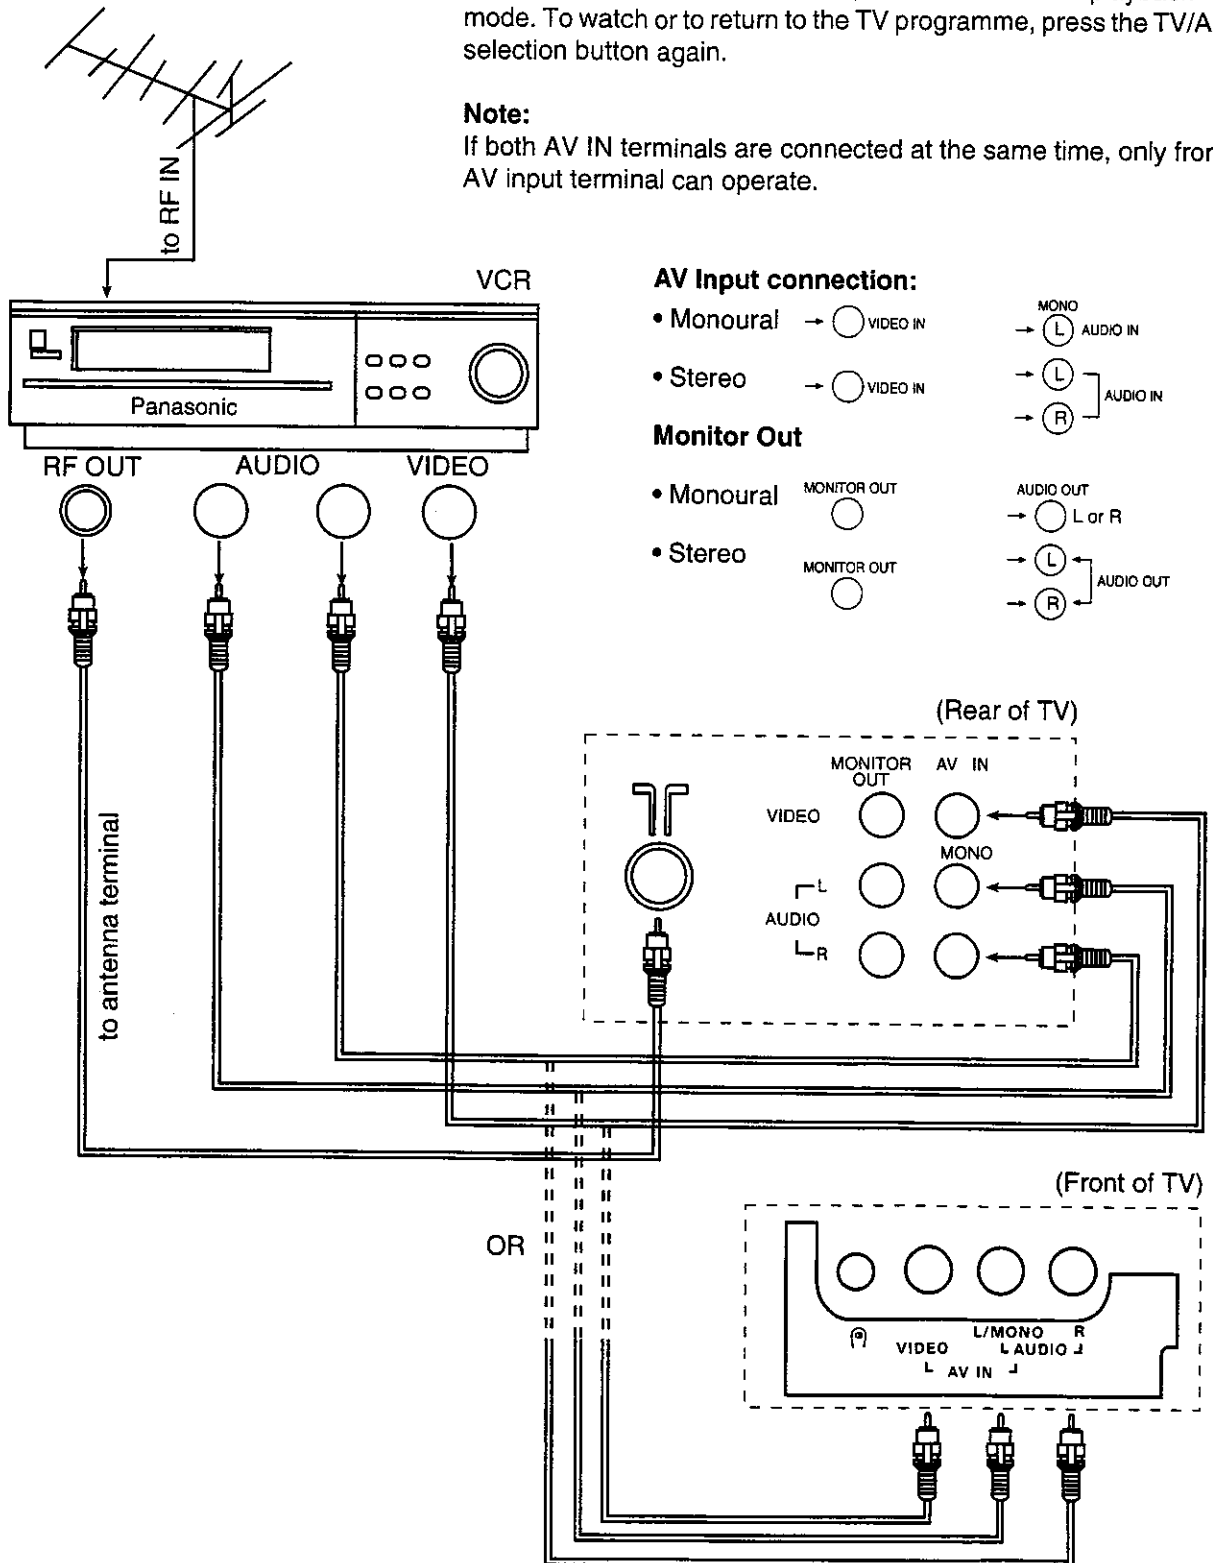 mode. To watch or to return to the TV programme, press the TV/A
selection button again.
Note:
If both AV IN terminals are connected at the same time, only fror
AV input terminal can operate.
to RF IN
VCR
Panasonic
RF OUT AUDIO VIDEO
AV Input connection:
• Monoural → VIDEO IN MONO → L AUDIO IN
• Stereo → VIDEO IN → L → R AUDIO IN
Monitor Out
• Monoural MONITOR OUT AUDIO OUT → L or R
• Stereo MONITOR OUT → L → R AUDIO OUT
to antenna terminal
(Rear of TV)
MONITOR OUT AV IN
VIDEO
MONO
L
AUDIO
R
OR
(Front of TV)
L/MONO R
VIDEO L AUDIO
AV IN